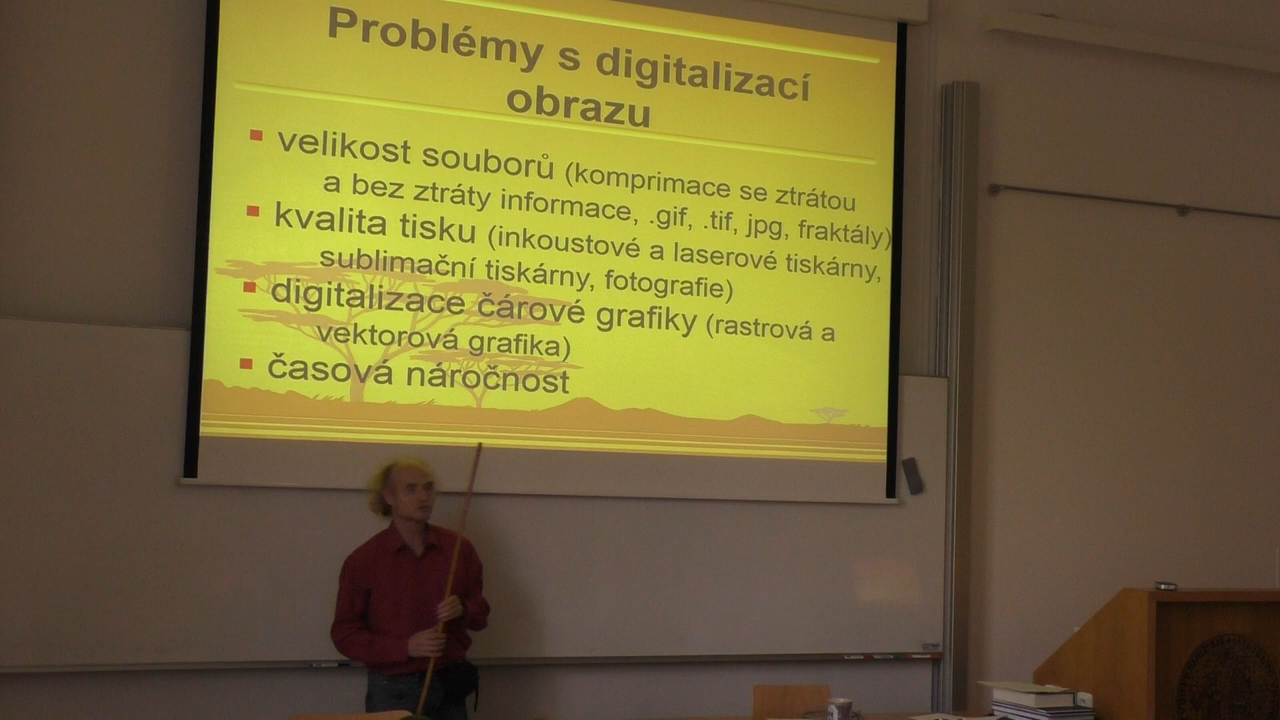 Problémy s digitalizací
obrazu
velikost souborů (komprimace se ztrátou
a bez ztráty informace, .gif, .tif, jpg, fraktály)
kvalita tisku (inkoustové a laserové tiskárny,
sublimační tiskárny, fotografie)
digitalizace čárové grafiky (rastrová a
vektorová grafika)
časová náročnost